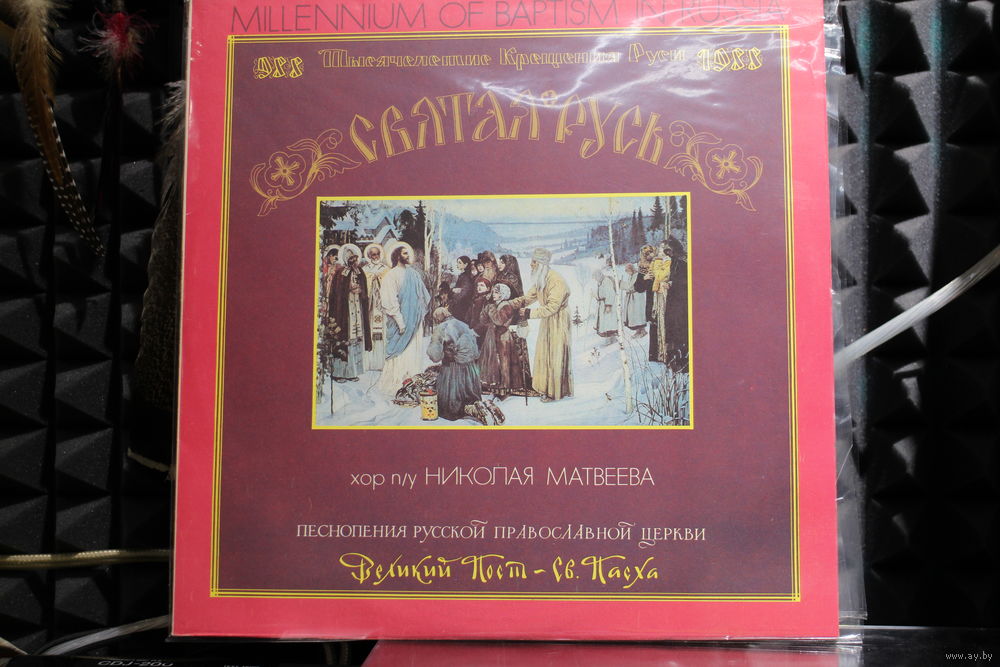 MILLENNIUM OF BAPTISM IN RUSSIA
988 Тысячелетие Крещения Руси 1988
СВЯТАЯ РУСЬ
хор п/у НИКОЛАЯ МАТВЕЕВА
ПЕСНОПЕНИЯ РУССКОЙ ПРАВОСЛАВНОЙ ЦЕРКВИ
Великий Пост – Св. Пасха
www.ay.by